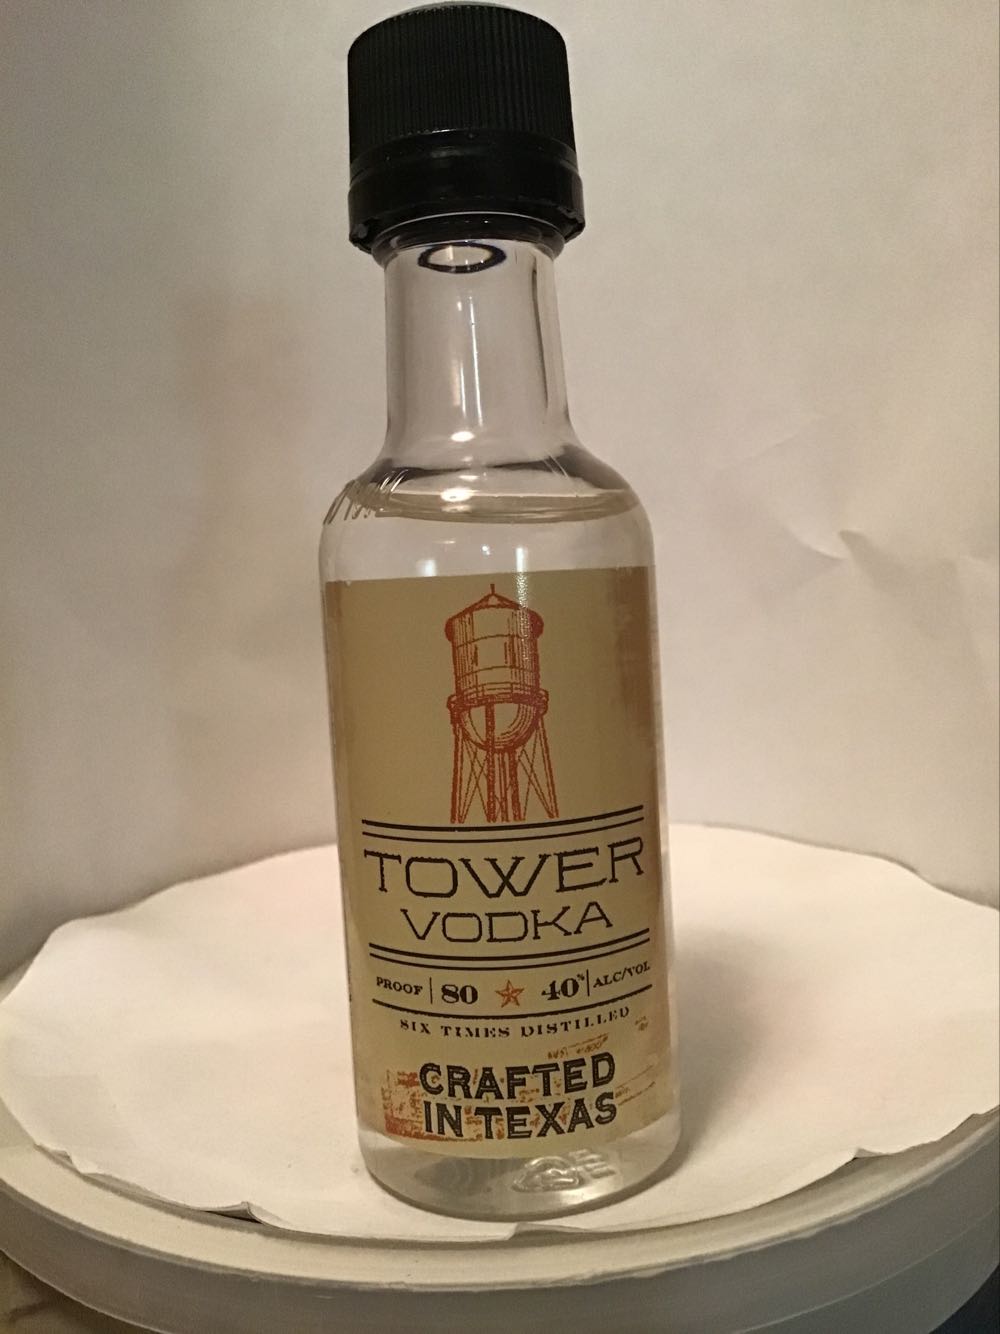 TOWER
VODKA
PROOF | 80 ★ 40% | ALC/VOL
SIX TIMES DISTILLED
CRAFTED
IN TEXAS